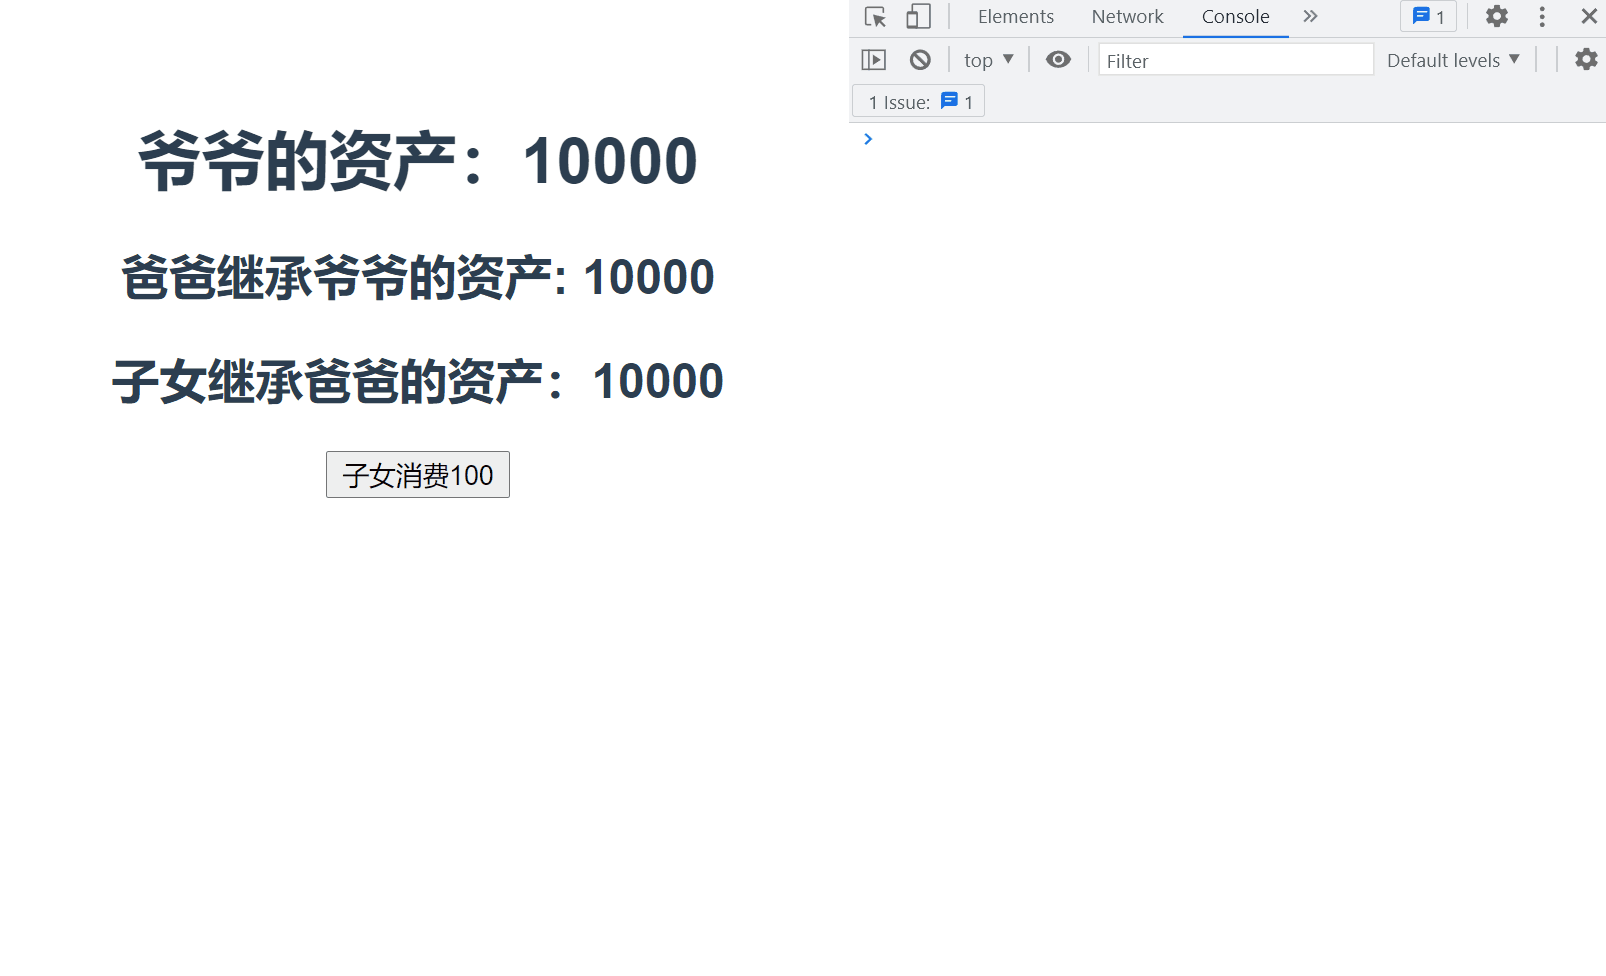 Elements Network Console 1
top Filter Default levels
1 Issue: 1
爷爷的资产：10000
爸爸继承爷爷的资产: 10000
子女继承爸爸的资产：10000
子女消费100